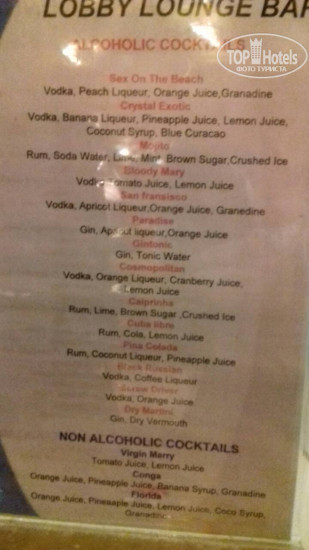 LOBBY LOUNGE BAR
TOP Hotels
ФОТО ТУРИСТА
ALCOHOLIC COCKTAILS
Sex On The Beach
Vodka, Peach Liqueur, Orange Juice,Granadine
Crystal Exotic
Vodka, Banana Liqueur, Pineapple Juice, Lemon Juice,
Coconut Syrup, Blue Curacao
Mojito
Rum, Soda Water, Lime, Mint, Brown Sugar,Crushed Ice
Bloody Mary
Vodka,Tomato Juice, Lemon Juice
San fransisco
Vodka, Apricot Liqueur,Orange Juice, Granedine
Paradise
Gin, Apricot liqueur,Orange Juice
Gintonic
Gin, Tonic Water
Cosmopolitan
Vodka, Orange Liqueur, Cranberry Juice,
Lemon Juice
Caiprinha
Rum, Lime, Brown Sugar ,Crushed Ice
Cuba libre
Rum, Cola, Lemon Juice
Pina Colada
Rum, Coconut Liqueur, Pineapple Juice
Black Russian
Vodka, Coffee Liqueur
Screw Driver
Vodka, Orange Juice
Dry Martini
Gin, Dry Vermouth
NON ALCOHOLIC COCKTAILS
Virgin Marry
Tomato Juice, Lemon Juice
Conga
Orange Juice, Pineapple Juice, Banana Syrup, Granadine
Florida
Orange Juice, Pineapple Juice, Lemon Juice, Coco Syrup,
Granadine